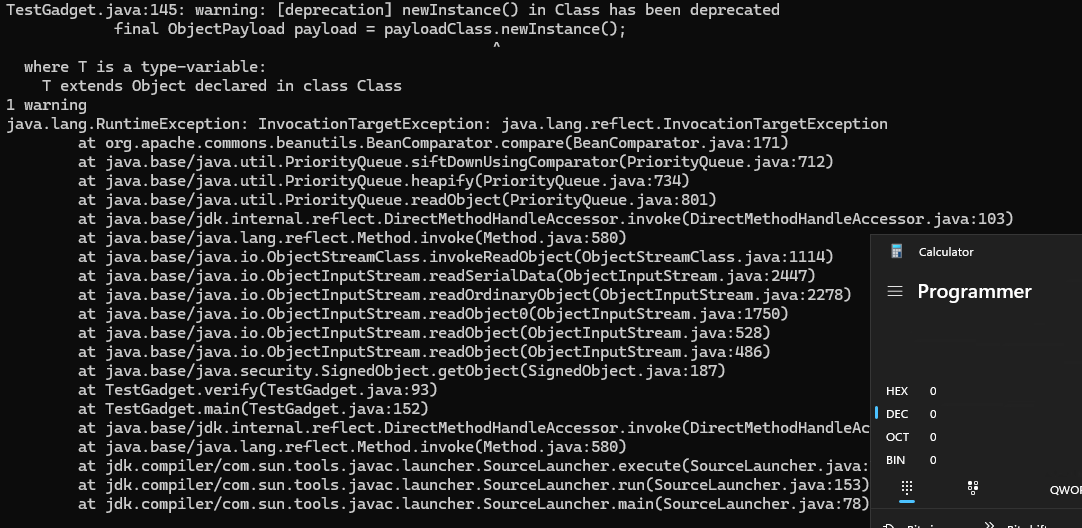 TestGadget.java:145: warning: [deprecation] newInstance() in Class has been deprecated
            final ObjectPayload payload = payloadClass.newInstance();
                                                      ^
  where T is a type-variable:
    T extends Object declared in class Class
1 warning
java.lang.RuntimeException: InvocationTargetException: java.lang.reflect.InvocationTargetException
        at org.apache.commons.beanutils.BeanComparator.compare(BeanComparator.java:171)
        at java.base/java.util.PriorityQueue.siftDownUsingComparator(PriorityQueue.java:712)
        at java.base/java.util.PriorityQueue.heapify(PriorityQueue.java:734)
        at java.base/java.util.PriorityQueue.readObject(PriorityQueue.java:801)
        at java.base/jdk.internal.reflect.DirectMethodHandleAccessor.invoke(DirectMethodHandleAccessor.java:103)
        at java.base/java.lang.reflect.Method.invoke(Method.java:580)
        at java.base/java.io.ObjectStreamClass.invokeReadObject(ObjectStreamClass.java:1114)
        at java.base/java.io.ObjectInputStream.readSerialData(ObjectInputStream.java:2447)
        at java.base/java.io.ObjectInputStream.readOrdinaryObject(ObjectInputStream.java:2278)
        at java.base/java.io.ObjectInputStream.readObject0(ObjectInputStream.java:1750)
        at java.base/java.io.ObjectInputStream.readObject(ObjectInputStream.java:528)
        at java.base/java.io.ObjectInputStream.readObject(ObjectInputStream.java:486)
        at java.base/java.security.SignedObject.getObject(SignedObject.java:187)
        at TestGadget.verify(TestGadget.java:93)
        at TestGadget.main(TestGadget.java:152)
        at java.base/jdk.internal.reflect.DirectMethodHandleAccessor.invoke(DirectMethodHandleAc
        at java.base/java.lang.reflect.Method.invoke(Method.java:580)
        at jdk.compiler/com.sun.tools.javac.launcher.SourceLauncher.execute(SourceLauncher.java:
        at jdk.compiler/com.sun.tools.javac.launcher.SourceLauncher.run(SourceLauncher.java:153)
        at jdk.compiler/com.sun.tools.javac.launcher.SourceLauncher.main(SourceLauncher.java:78)
Calculator
Programmer
HEX 0
DEC 0
OCT 0
BIN 0